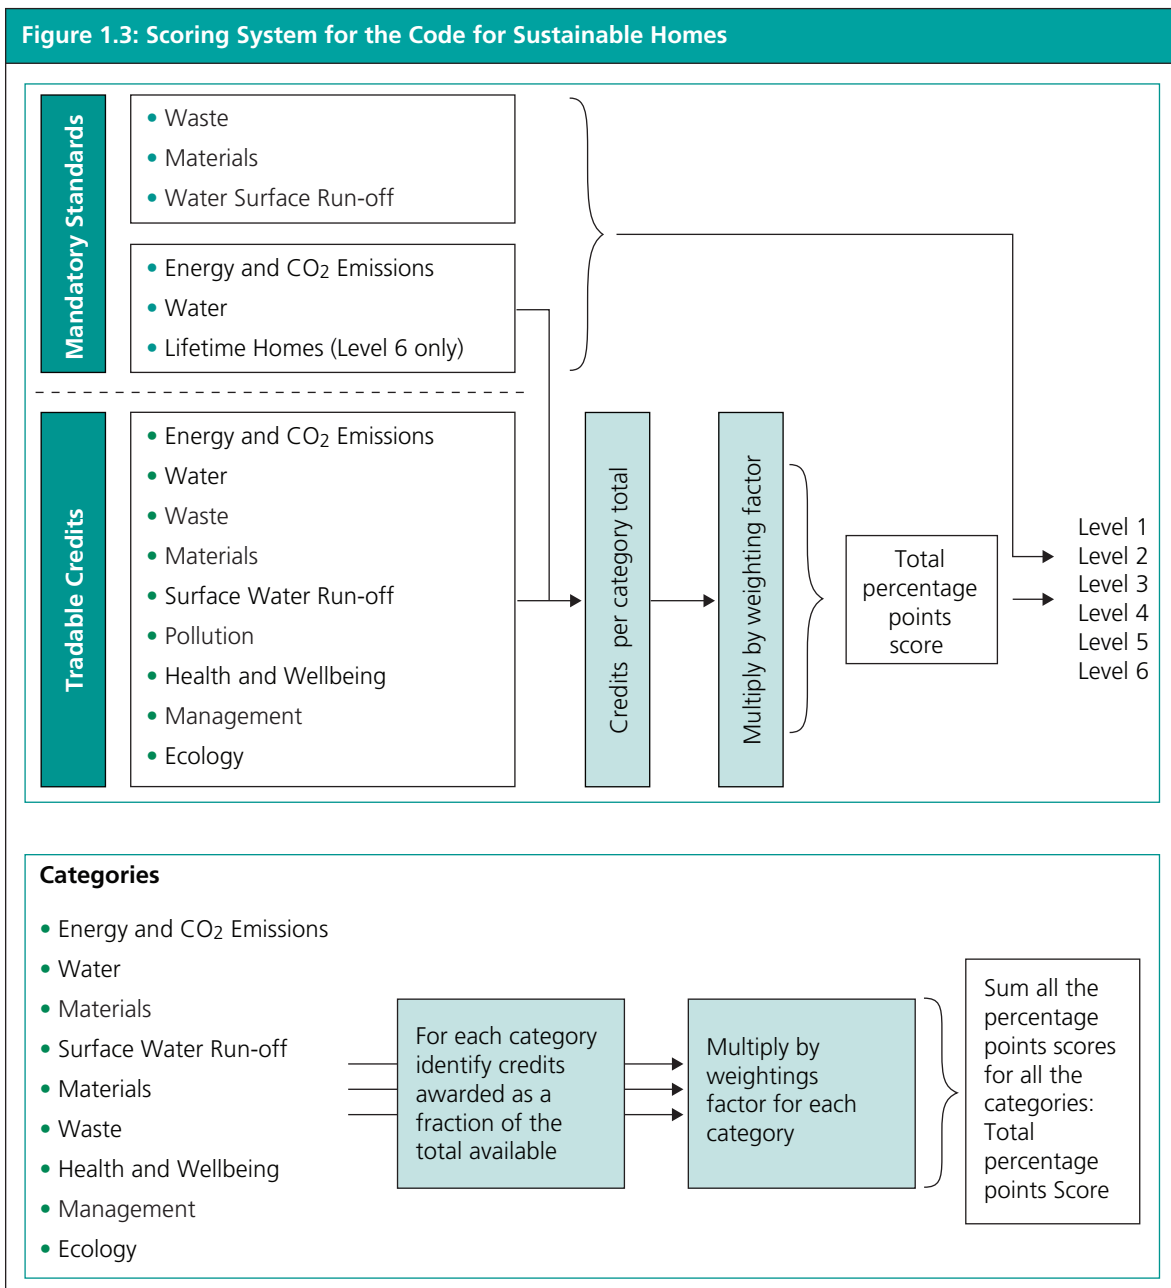 Figure 1.3: Scoring System for the Code for Sustainable Homes
Mandatory Standards
• Waste
• Materials
• Water Surface Run-off
• Energy and CO2 Emissions
• Water
• Lifetime Homes (Level 6 only)
Tradable Credits
• Energy and CO2 Emissions
• Water
• Waste
• Materials
• Surface Water Run-off
• Pollution
• Health and Wellbeing
• Management
• Ecology
Credits per category total
Multiply by weighting factor
Total
percentage
points
score
Level 1
Level 2
Level 3
Level 4
Level 5
Level 6
Categories
• Energy and CO2 Emissions
• Water
• Materials
• Surface Water Run-off
• Materials
• Waste
• Health and Wellbeing
• Management
• Ecology
For each category
identify credits
awarded as a
fraction of the
total available
Multiply by
weightings
factor for each
category
Sum all the
percentage
points scores
for all the
categories:
Total
percentage
points Score